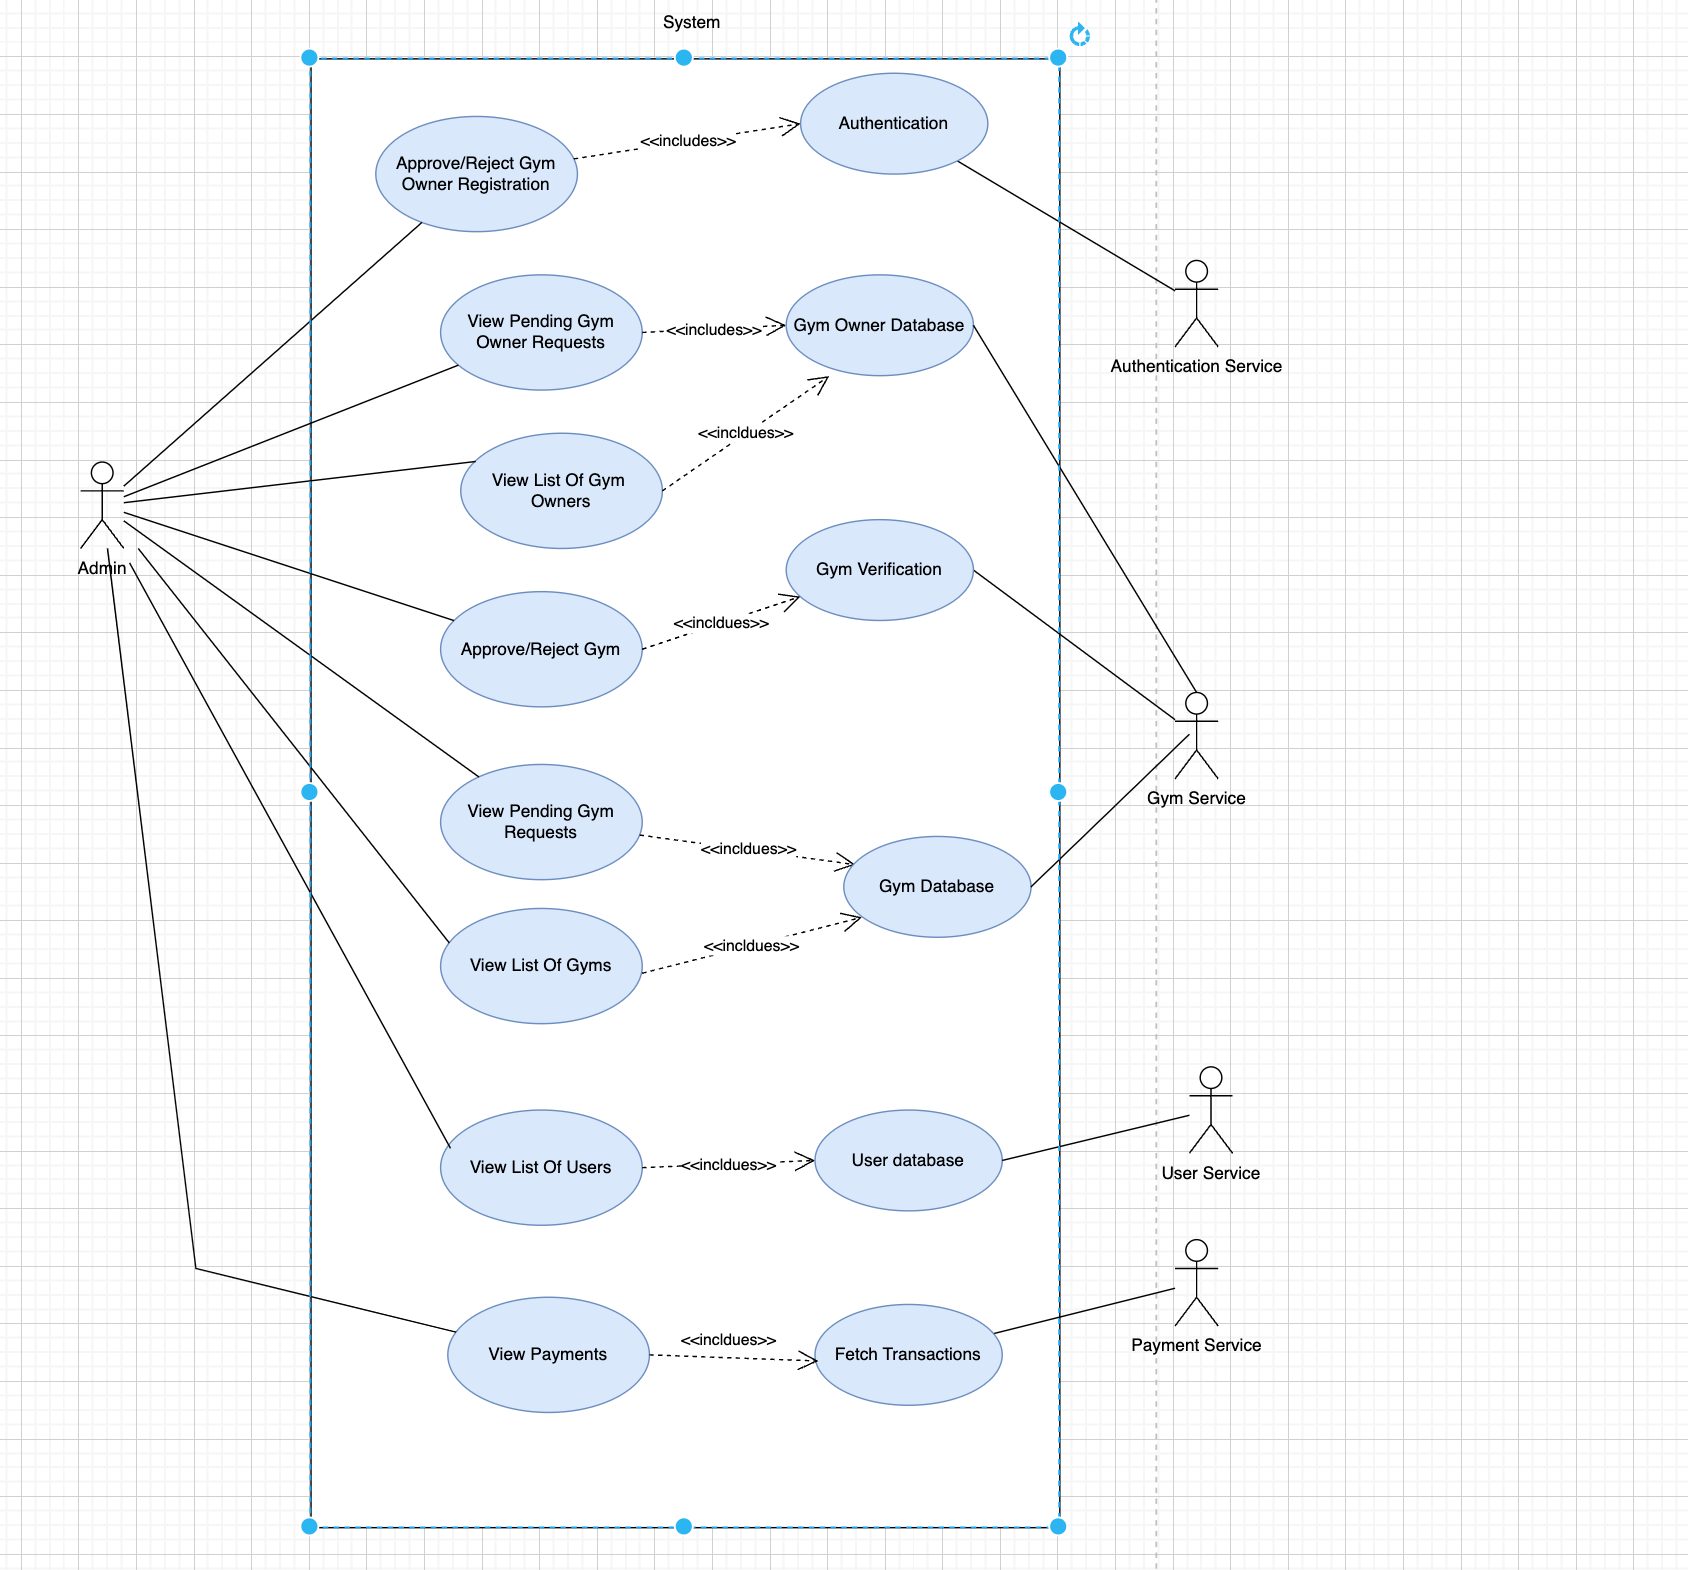 System
Authentication
<<includes>>
Approve/Reject Gym
Owner Registration
View Pending Gym
Owner Requests
<<includes>>
Gym Owner Database
Authentication Service
<<incldues>>
View List Of Gym
Owners
Admin
Gym Verification
<<incldues>>
Approve/Reject Gym
Gym Service
View Pending Gym
Requests
<<incldues>>
Gym Database
<<incldues>>
View List Of Gyms
View List Of Users
<<incldues>>
User database
User Service
View Payments
<<incldues>>
Fetch Transactions
Payment Service